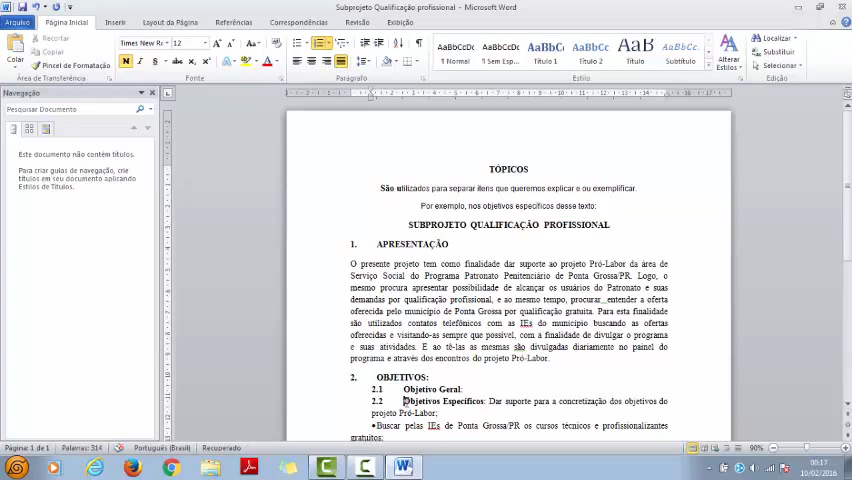 Subprojeto Qualificação profissional - Microsoft Word
Arquivo Página Inicial Inserir Layout da Página Referências Correspondências Revisão Exibição
Colar
Recortar
Copiar
Pincel de Formatação
Área de Transferência
Times New Ro 12
Fonte
Parágrafo
AaBbCcDc AaBbCcDc AaBbC AaBbCc AaB AaBbCc.
¶ Normal ¶ Sem Esp... Título 1 Título 2 Título Subtítulo
Alterar Estilos
Estilo
Localizar
Substituir
Selecionar
Edição
Navegação
Pesquisar Documento
Este documento não contém títulos.
Para criar guias de navegação, crie
títulos em seu documento aplicando
Estilos de Títulos.
TÓPICOS
São utilizados para separar itens que queremos explicar e ou exemplificar.
Por exemplo, nos objetivos específicos desse texto:
SUBPROJETO QUALIFICAÇÃO PROFISSIONAL
1. APRESENTAÇÃO
O presente projeto tem como finalidade dar suporte ao projeto Pró-Labor da área de
Serviço Social do Programa Patronato Penitenciário de Ponta Grossa/PR. Logo, o
mesmo procura apresentar possibilidade de alcançar os usuários do Patronato e suas
demandas por qualificação profissional, e ao mesmo tempo, procurar entender a oferta
oferecida pelo município de Ponta Grossa por qualificação gratuita. Para esta finalidade
são utilizados contatos telefônicos com as IEs do município buscando as ofertas
oferecidas e visitando-as sempre que possível, com a finalidade de divulgar o programa
e suas atividades. E ao tê-las as mesmas são divulgadas diariamente no painel do
programa e através dos encontros do projeto Pró-Labor.
2. OBJETIVOS:
2.1 Objetivo Geral:
2.2 Objetivos Específicos: Dar suporte para a concretização dos objetivos do
projeto Pró-Labor;
•Buscar pelas IEs de Ponta Grossa/PR os cursos técnicos e profissionalizantes
gratuitos;
Página: 1 de 1 Palavras: 314 Português (Brasil) Recuperado 90%
00:17
10/02/2016